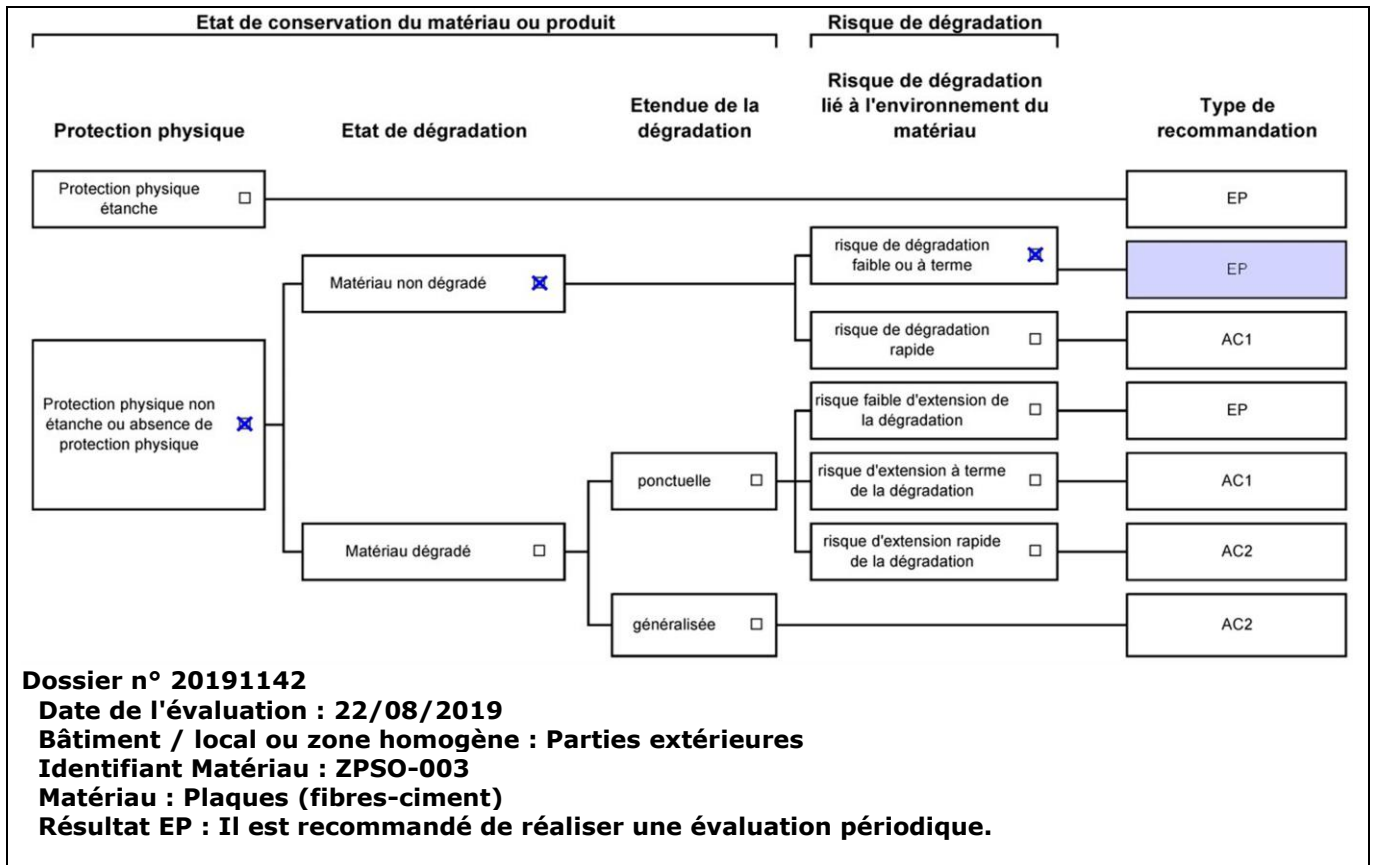 Etat de conservation du matériau ou produit
Risque de dégradation
Protection physique
Etat de dégradation
Etendue de la
dégradation
Risque de dégradation
lié à l'environnement du
matériau
Type de
recommandation
Protection physique
étanche
EP
risque de dégradation
faible ou à terme
EP
Matériau non dégradé
risque de dégradation
rapide
AC1
Protection physique non
étanche ou absence de
protection physique
risque faible d'extension de
la dégradation
EP
ponctuelle
risque d'extension à terme
de la dégradation
AC1
Matériau dégradé
risque d'extension rapide
de la dégradation
AC2
généralisée
AC2
Dossier n° 20191142
Date de l'évaluation : 22/08/2019
Bâtiment / local ou zone homogène : Parties extérieures
Identifiant Matériau : ZPSO-003
Matériau : Plaques (fibres-ciment)
Résultat EP : Il est recommandé de réaliser une évaluation périodique.